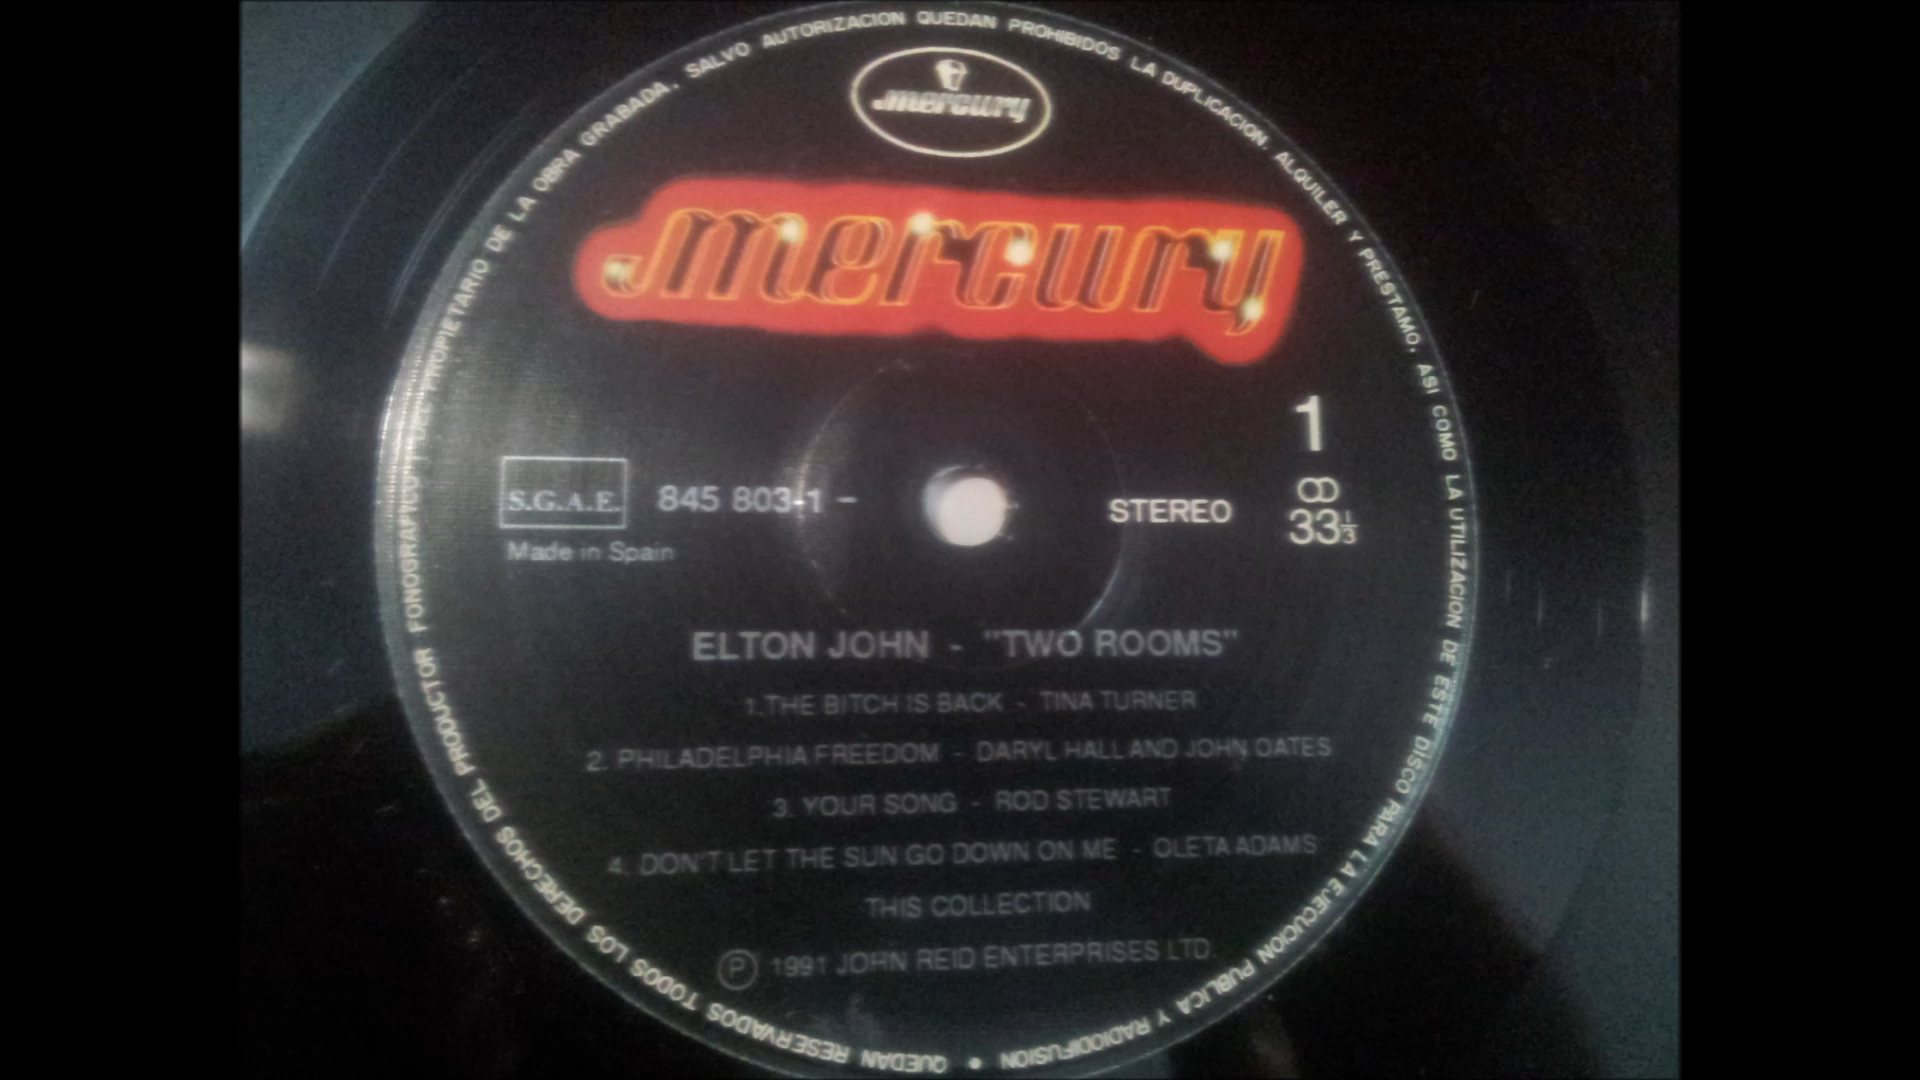 mercury
mercury
1
S.G.A.E.
845 803-1 -
STEREO
33⅓
Made in Spain
ELTON JOHN - "TWO ROOMS"
1.THE BITCH IS BACK - TINA TURNER
2. PHILADELPHIA FREEDOM - DARYL HALL AND JOHN OATES
3. YOUR SONG - ROD STEWART
4. DON'T LET THE SUN GO DOWN ON ME - OLETA ADAMS
THIS COLLECTION
Ⓟ 1991 JOHN REID ENTERPRISES LTD.
QUEDAN RESERVADOS TODOS LOS DERECHOS DEL PRODUCTOR FONOGRAFICO PROPIETARIO DE LA OBRA GRABADA. SALVO AUTORIZACION QUEDAN PROHIBIDOS LA DUPLICACION. ALQUILER Y PRESTAMO, ASI COMO LA UTILIZACION DE ESTE DISCO PARA LA EJECUCION PUBLICA Y RADIODIFUSION •